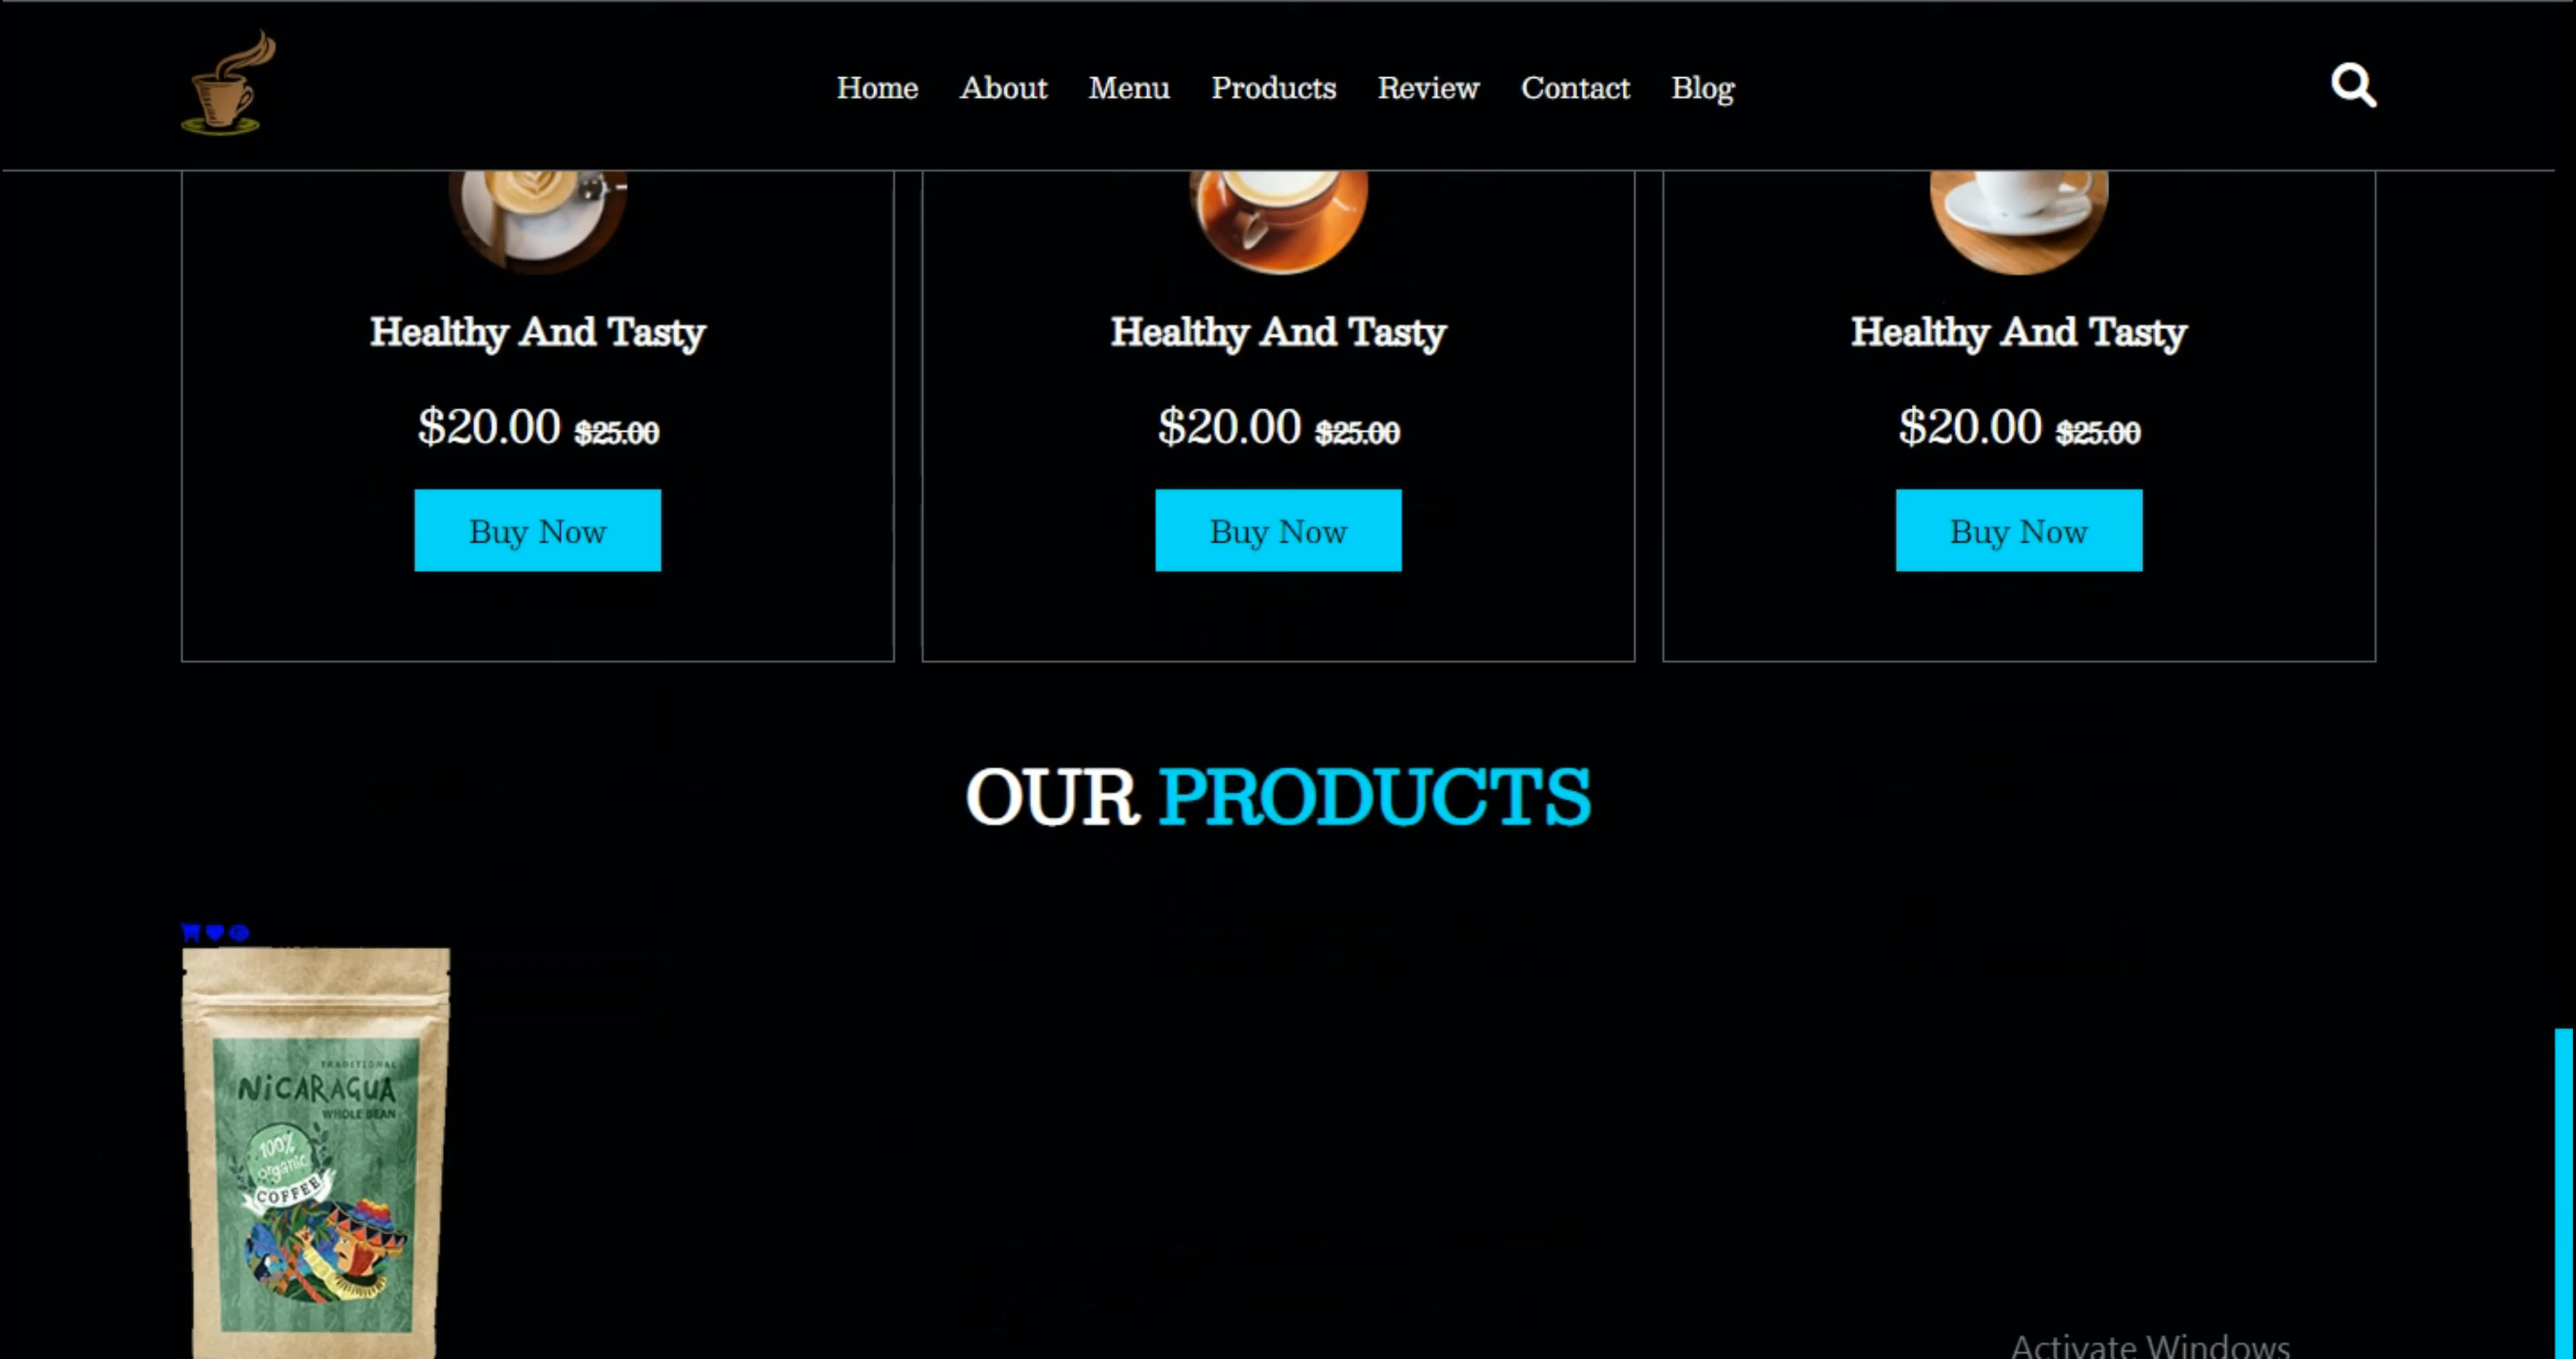 Home About Menu Products Review Contact Blog
Healthy And Tasty
$20.00 $25.00
Buy Now
Healthy And Tasty
$20.00 $25.00
Buy Now
Healthy And Tasty
$20.00 $25.00
Buy Now
OUR PRODUCTS
TRADITIONAL
NiCARAGUA
WHOLE BEAN
100%
organic
COFFEE
Activate Windows